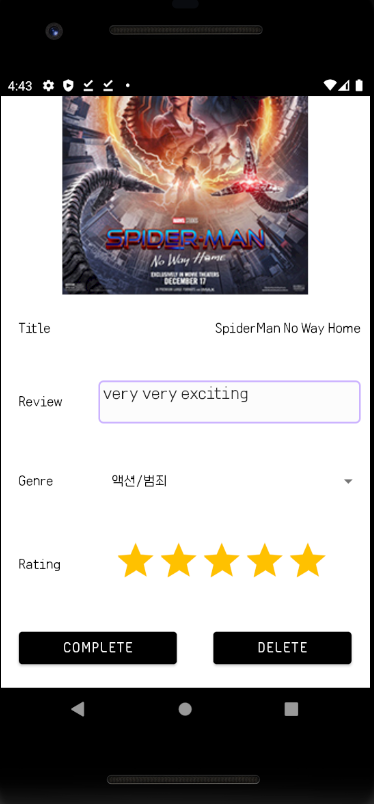 4:43
MARVEL STUDIOS
SPIDER-MAN
No Way Home
EXCLUSIVELY IN MOVIE THEATERS
DECEMBER 17
Title SpiderMan No Way Home
Review very very exciting
Genre 액션/범죄
Rating
COMPLETE DELETE